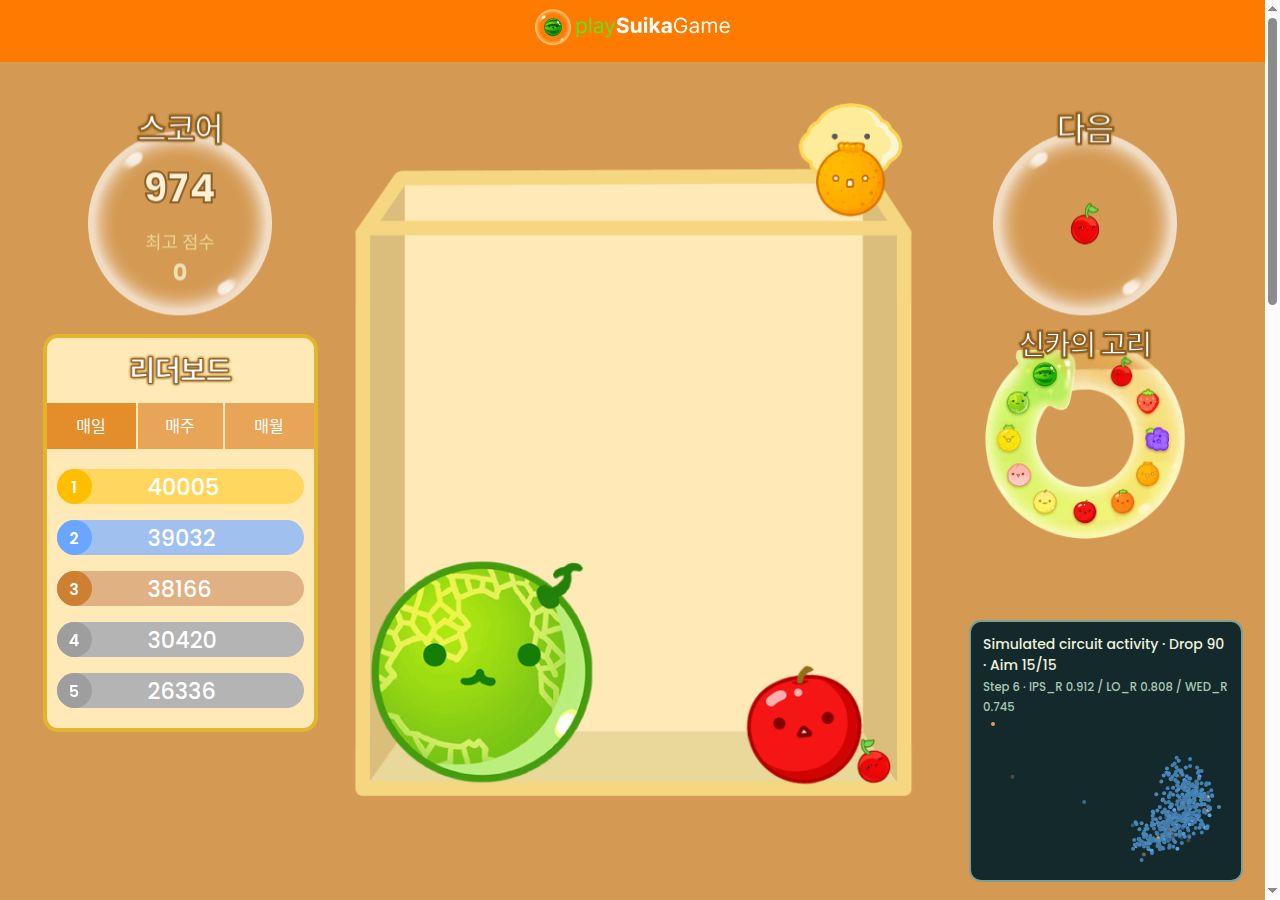 playSuikaGame
스코어
974
최고 점수
0
리더보드
매일 매주 매월
1 40005
2 39032
3 38166
4 30420
5 26336
다음
신카의 고리
Simulated circuit activity · Drop 90
· Aim 15/15
Step 6 · IPS_R 0.912 / LO_R 0.808 / WED_R
0.745